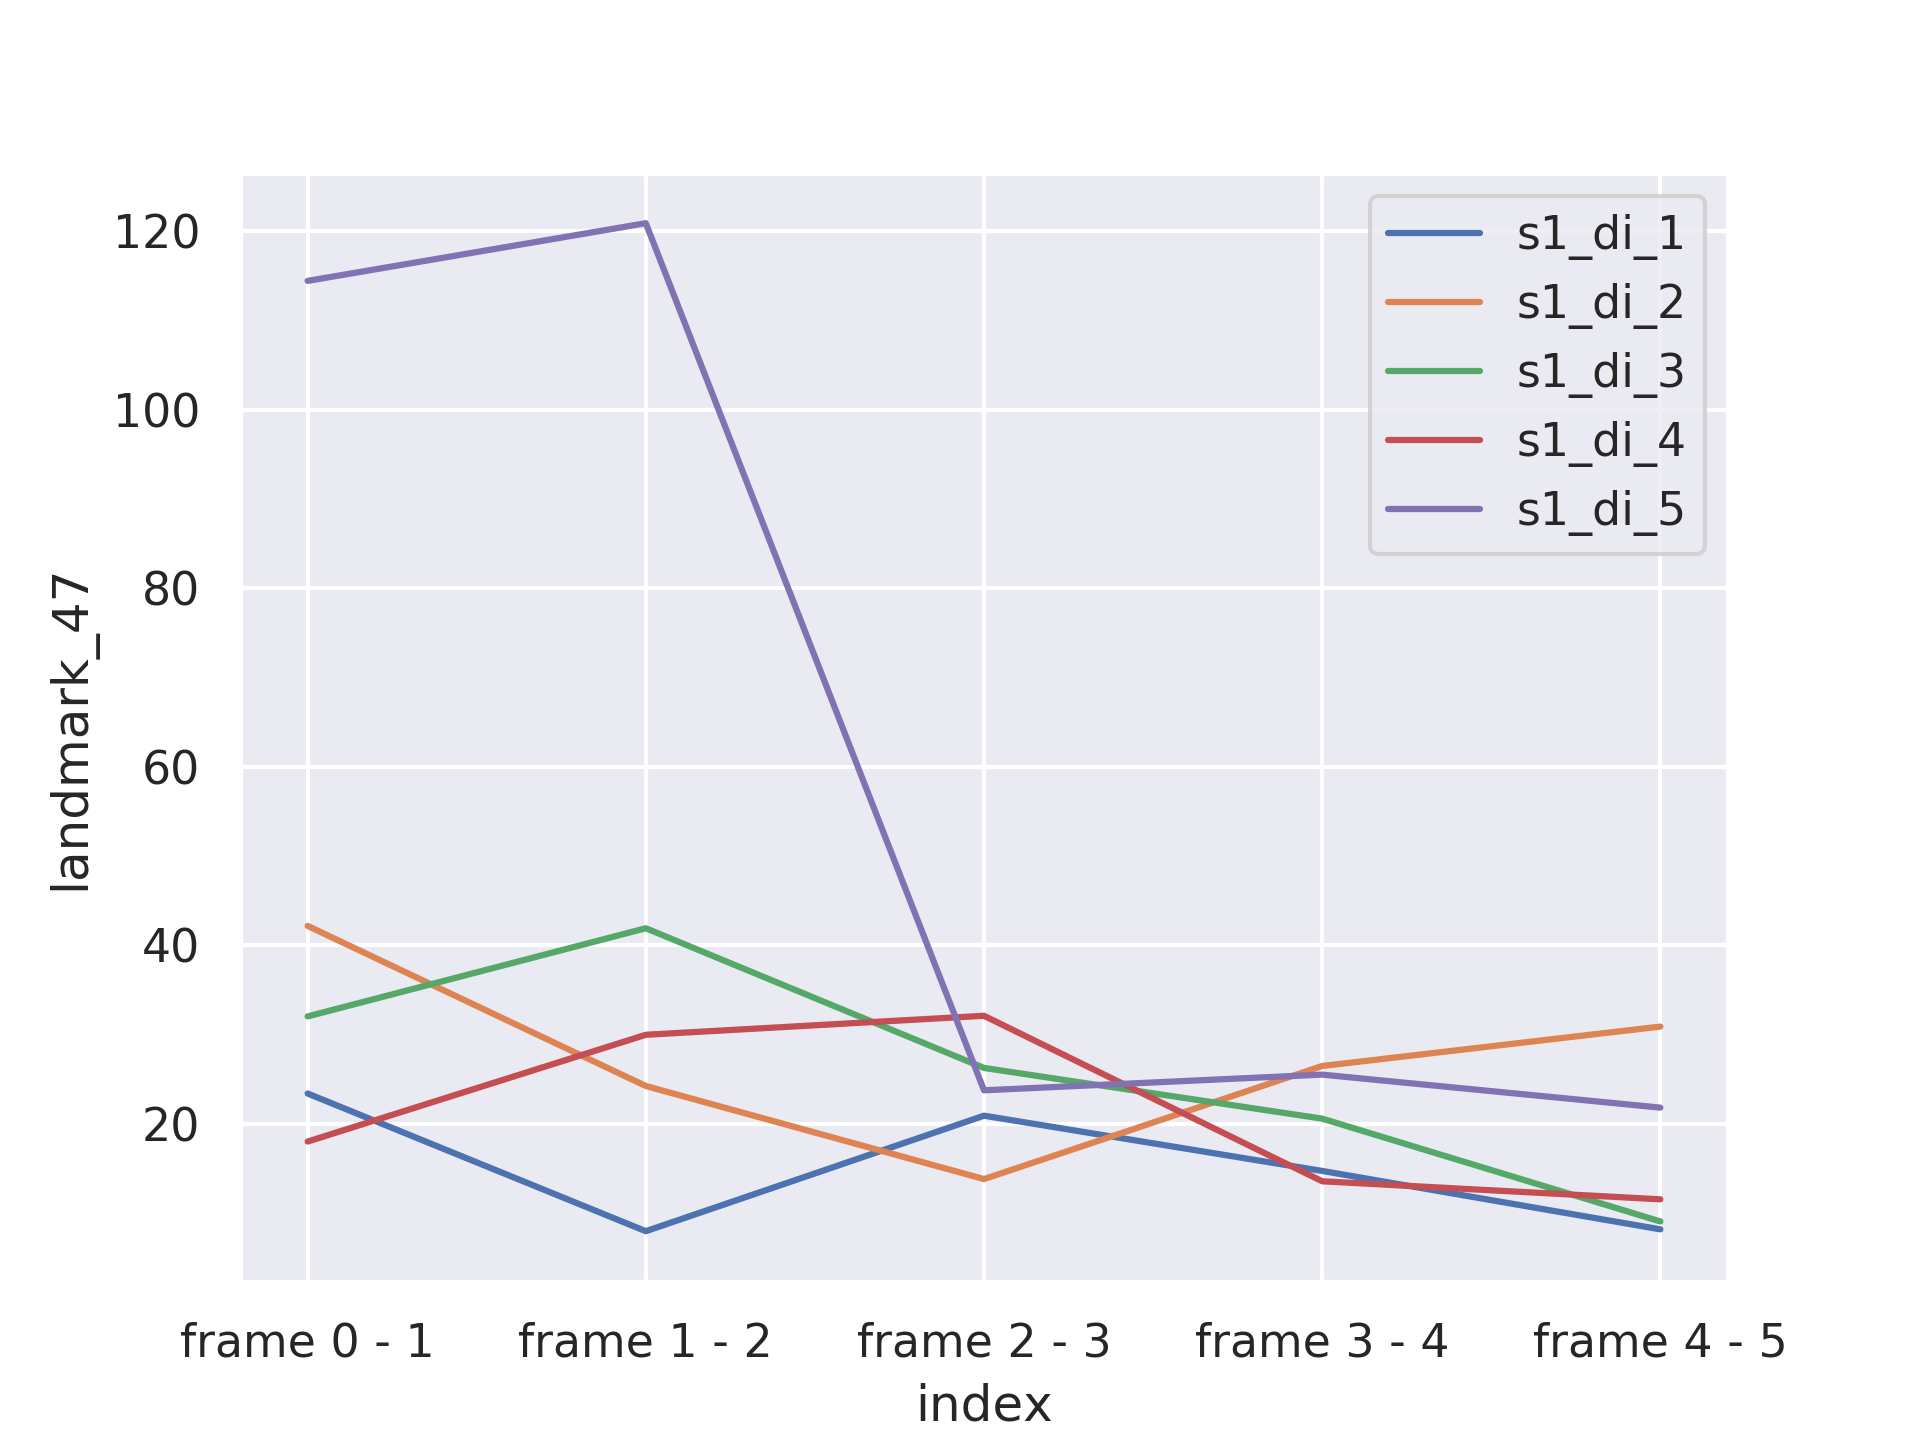 120
100
80
60
40
20
landmark_47
s1_di_1
s1_di_2
s1_di_3
s1_di_4
s1_di_5
frame 0 - 1 frame 1 - 2 frame 2 - 3 frame 3 - 4 frame 4 - 5
index